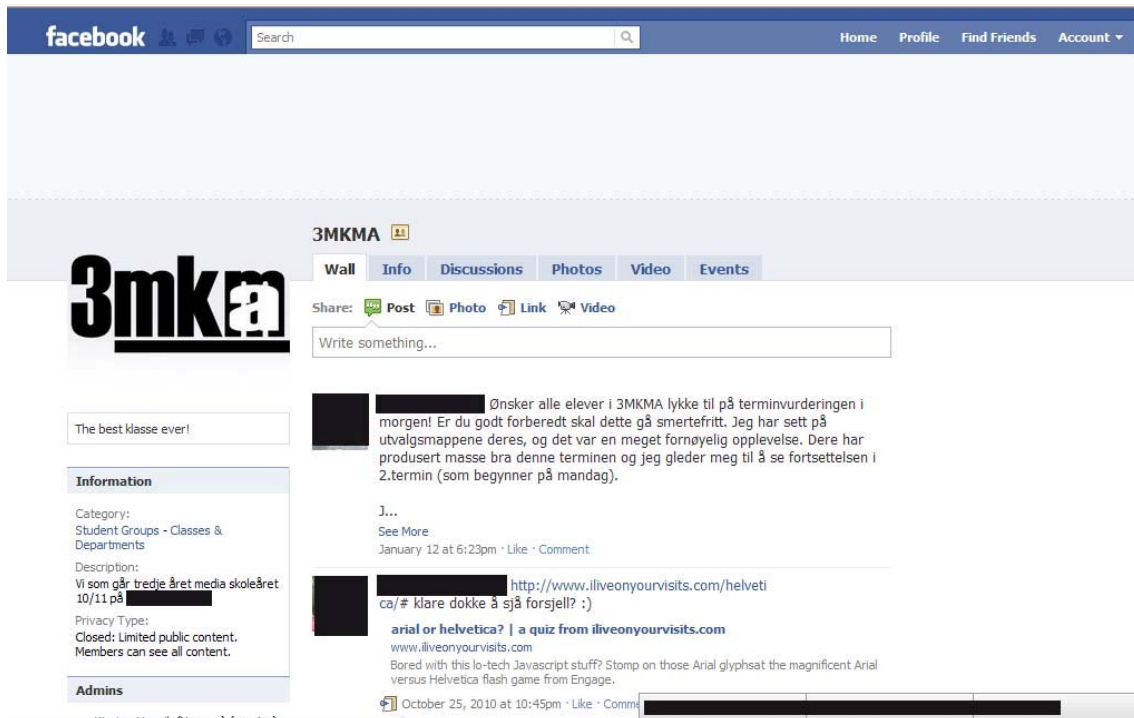 facebook Search Home Profile Find Friends Account
3MKMA
Wall Info Discussions Photos Video Events
3mka
Share: Post Photo Link Video
Write something...
The best klasse ever!
Information
Category:
Student Groups - Classes &
Departments
Description:
Vi som går tredje året media skoleåret
10/11 på
Privacy Type:
Closed: Limited public content.
Members can see all content.
Admins
Ønsker alle elever i 3MKMA lykke til på terminvurderingen i
morgen! Er du godt forberedt skal dette gå smertefritt. Jeg har sett på
utvalgsmappene deres, og det var en meget fornøyelig opplevelse. Dere har
produsert masse bra denne terminen og jeg gleder meg til å se fortsettelsen i
2.termin (som begynner på mandag).
J...
See More
January 12 at 6:23pm · Like · Comment
http://www.iliveonyourvisits.com/helveti
ca/# klare dokke å sjå forsjell? :)
arial or helvetica? | a quiz from iliveonyourvisits.com
www.iliveonyourvisits.com
Bored with this lo-tech Javascript stuff? Stomp on those Arial glyphsat the magnificent Arial
versus Helvetica flash game from Engage.
October 25, 2010 at 10:45pm · Like ·